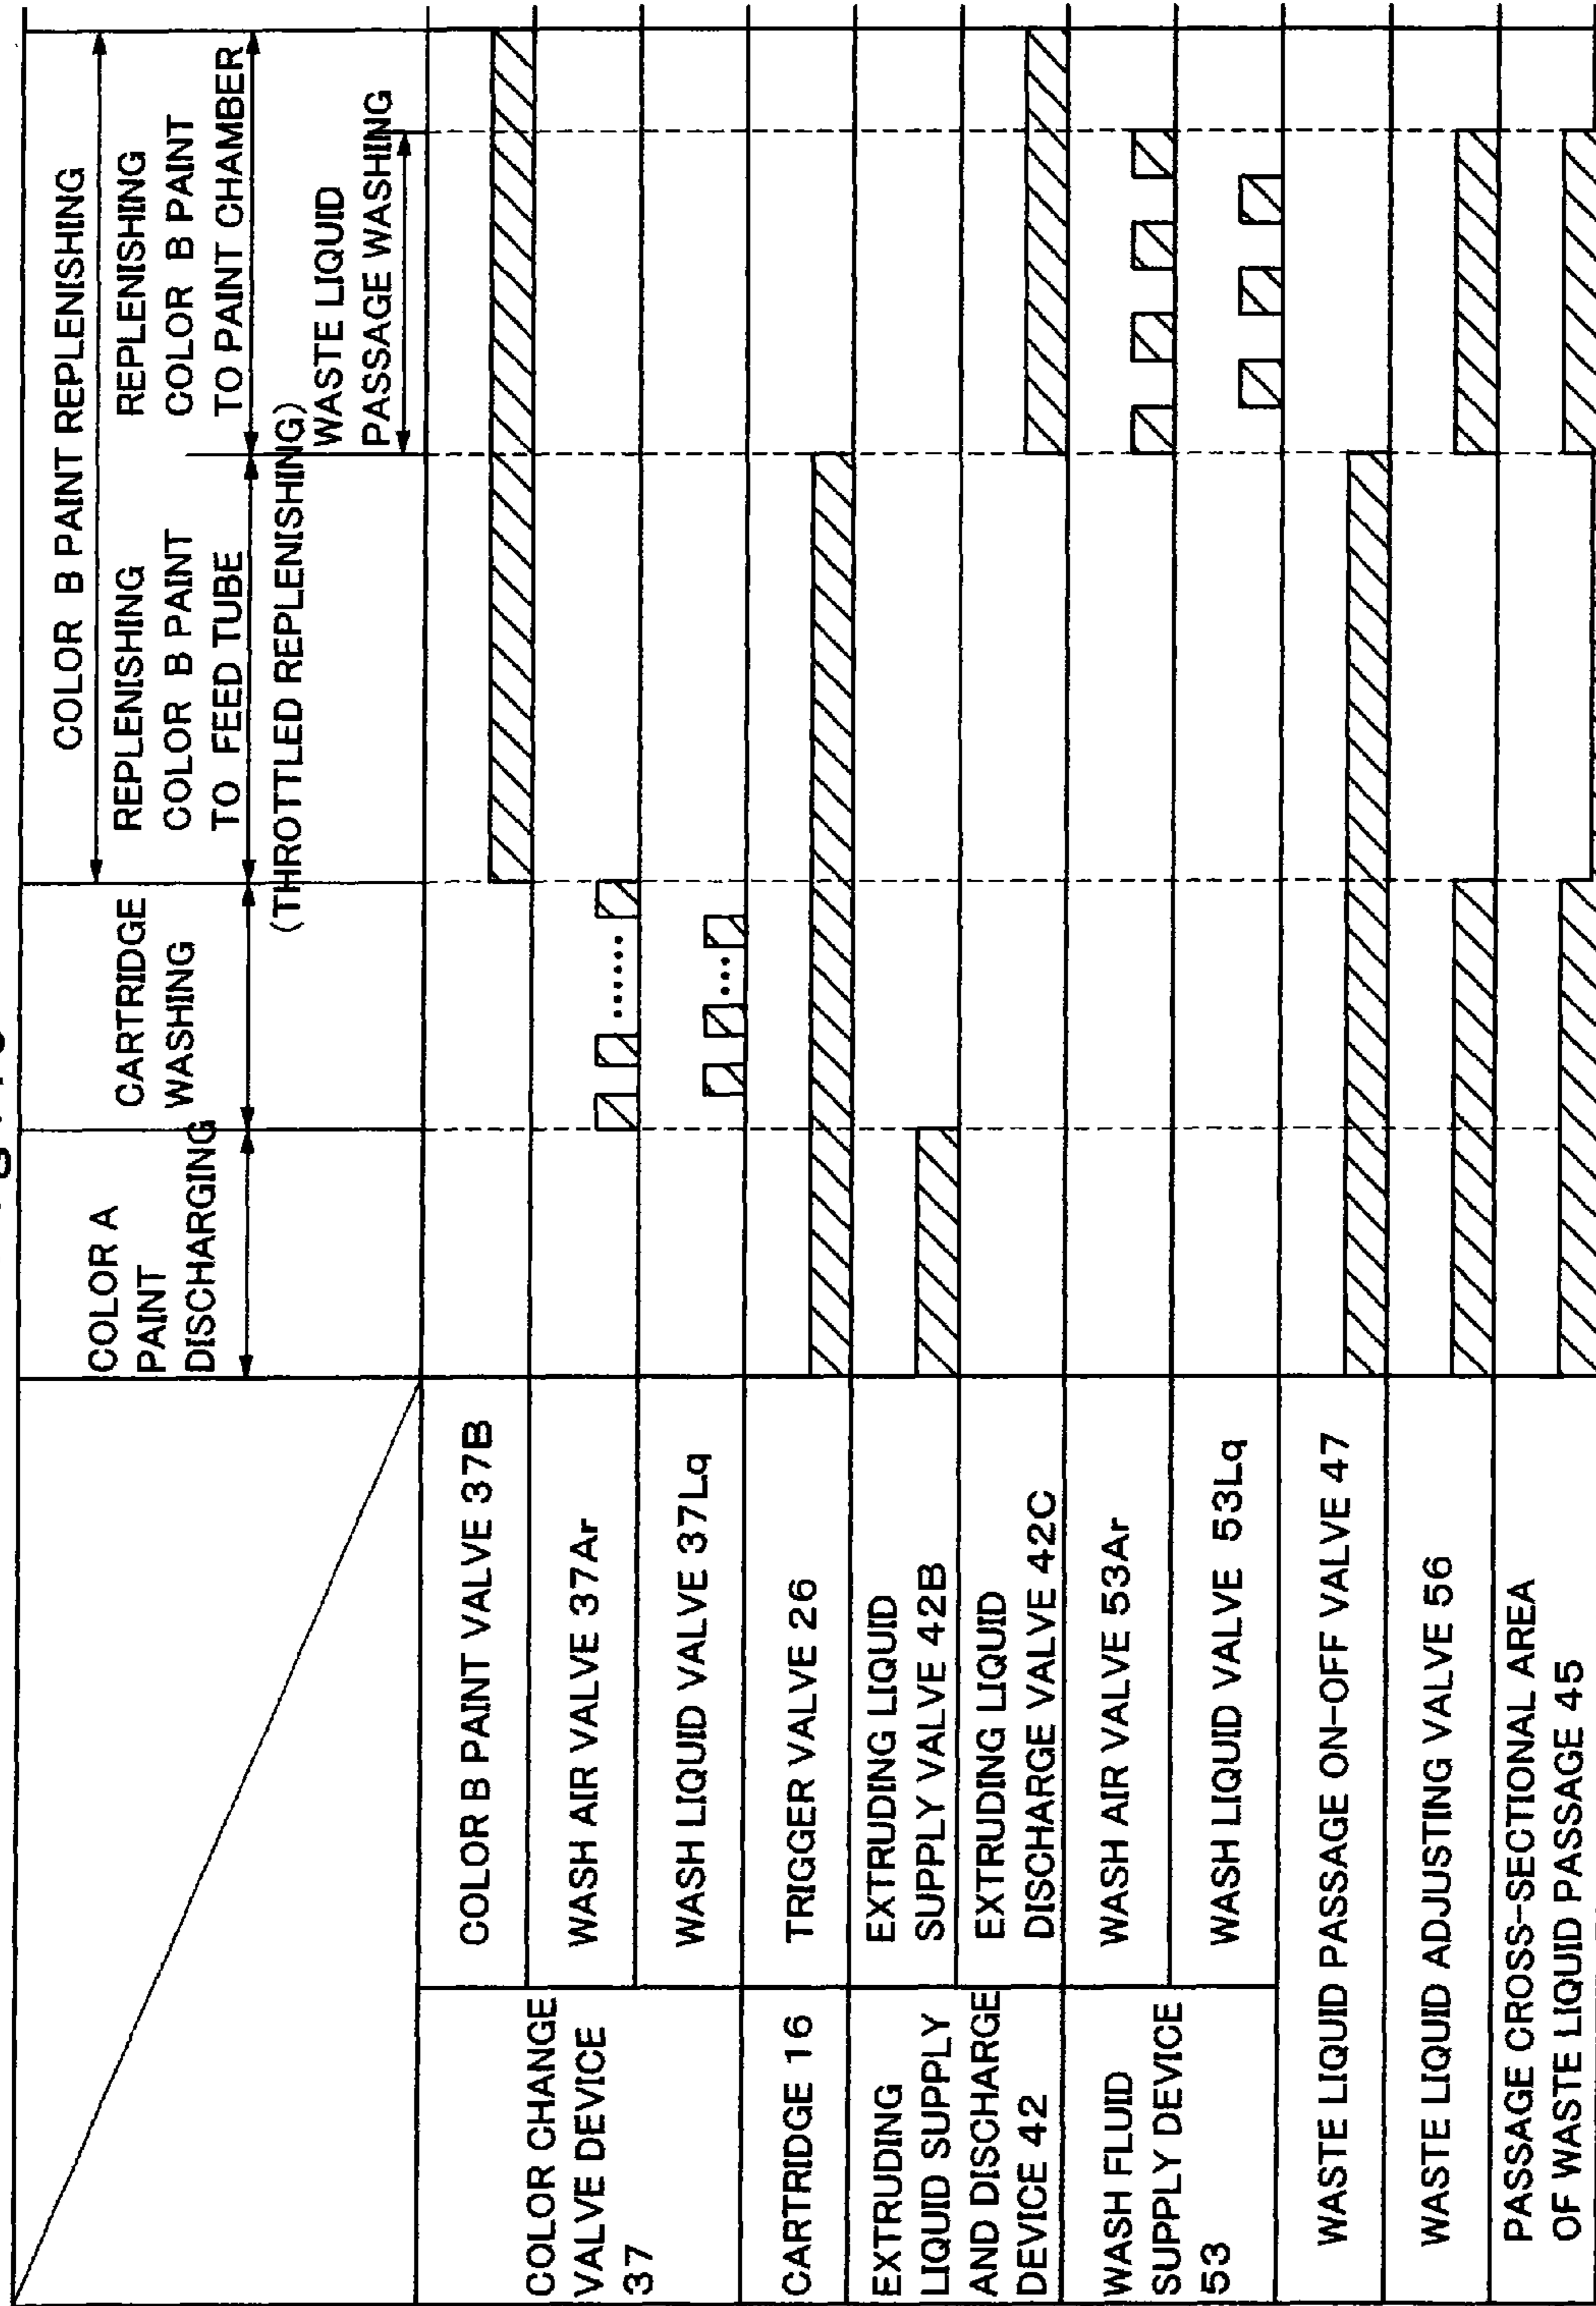 COLOR A
PAINT
DISCHARGING
CARTRIDGE
WASHING
COLOR B PAINT REPLENISHING
REPLENISHING
COLOR B PAINT
TO FEED TUBE
(THROTTLED REPLENISHING)
REPLENISHING
COLOR B PAINT
TO PAINT CHAMBER
WASTE LIQUID
PASSAGE WASHING
COLOR CHANGE
VALVE DEVICE
37
COLOR B PAINT VALVE 37B
WASH AIR VALVE 37Ar
WASH LIQUID VALVE 37Lq
CARTRIDGE 16
TRIGGER VALVE 26
EXTRUDING
LIQUID SUPPLY
AND DISCHARGE
DEVICE 42
EXTRUDING LIQUID
SUPPLY VALVE 42B
EXTRUDING LIQUID
DISCHARGE VALVE 42C
WASH FLUID
SUPPLY DEVICE
53
WASH AIR VALVE 53Ar
WASH LIQUID VALVE 53Lq
WASTE LIQUID PASSAGE ON-OFF VALVE 47
WASTE LIQUID ADJUSTING VALVE 56
PASSAGE CROSS-SECTIONAL AREA
OF WASTE LIQUID PASSAGE 45